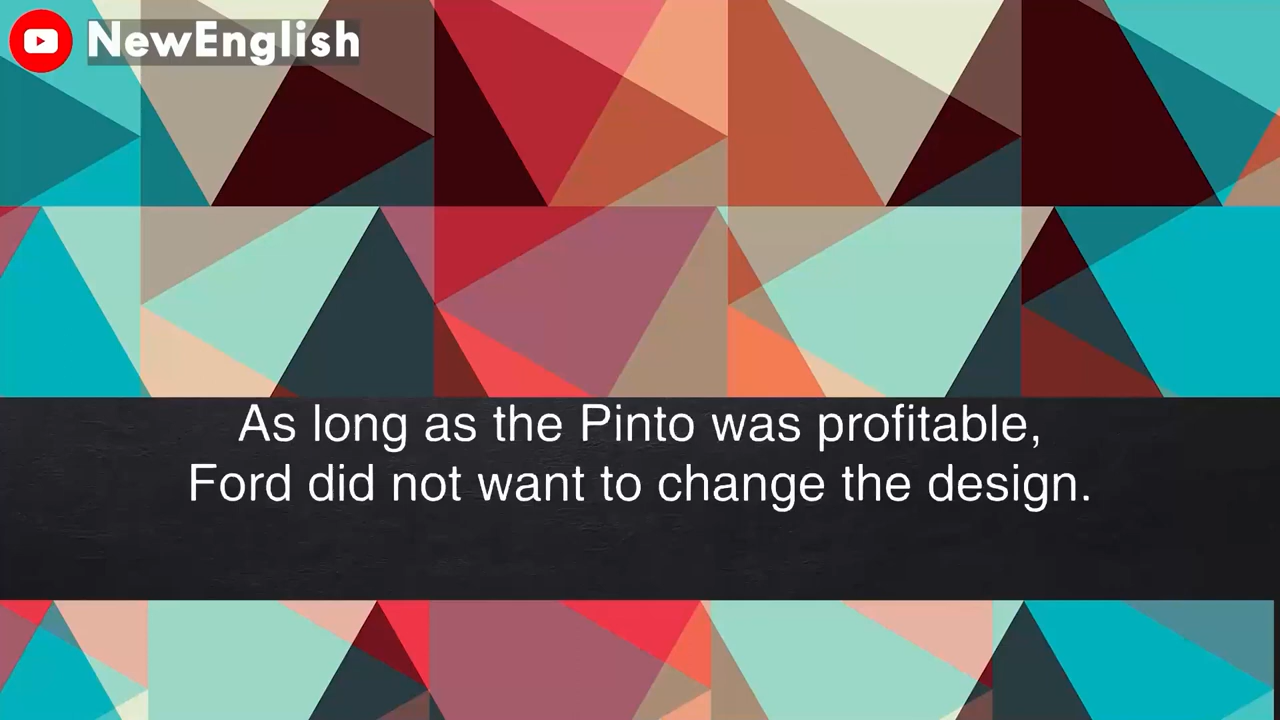 NewEnglish
As long as the Pinto was profitable,
Ford did not want to change the design.